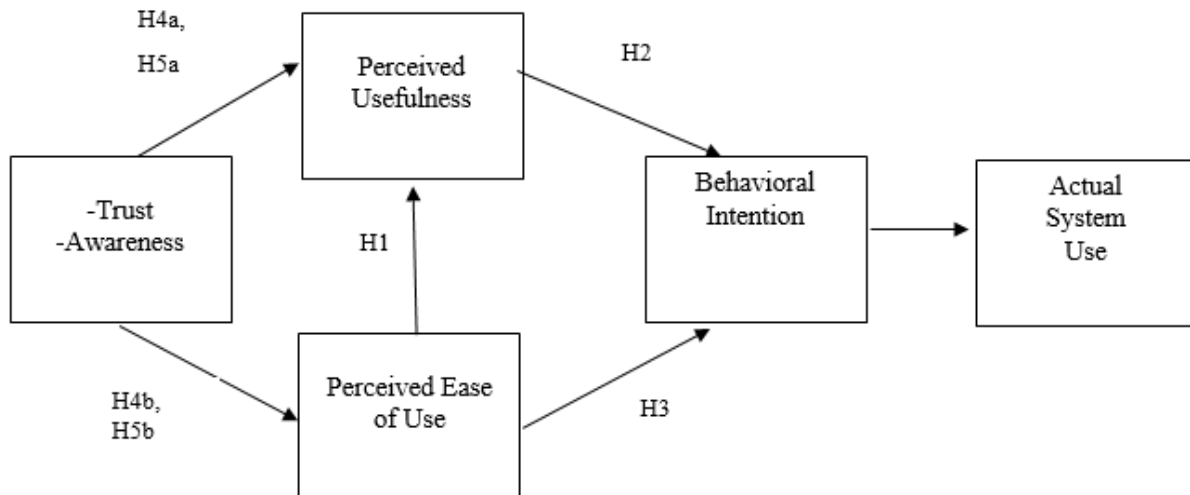 H4a,
H5a
Perceived
Usefulness
H2
-Trust
-Awareness
H1
Behavioral
Intention
Actual
System
Use
H4b,
H5b
Perceived Ease
of Use
H3